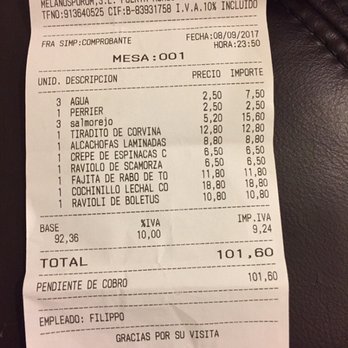 MELANOSPORUM, S.L.
TFNO:913640525 CIF:B-83931758 I.V.A.10% INCLUIDO
FRA SIMP:COMPROBANTE FECHA:08/09/2017
HORA:23:50
MESA:001
UNID. DESCRIPCION PRECIO IMPORTE
3 AGUA 2,50 7,50
1 PERRIER 2,50 2,50
3 salmorejo 5,20 15,60
1 TIRADITO DE CORVINA 12,80 12,80
1 ALCACHOFAS LAMINADAS 8,80 8,80
1 CREPE DE ESPINACAS C 6,50 6,50
1 RAVIOLO DE SCAMORZA 6,50 6,50
1 FAJITA DE RABO DE TO 11,80 11,80
1 COCHINILLO LECHAL CO 18,80 18,80
1 RAVIOLI DE BOLETUS 10,80 10,80
BASE %IVA IMP.IVA
92,36 10,00 9,24
TOTAL 101,60
PENDIENTE DE COBRO 101,60
EMPLEADO: FILIPPO
GRACIAS POR SU VISITA